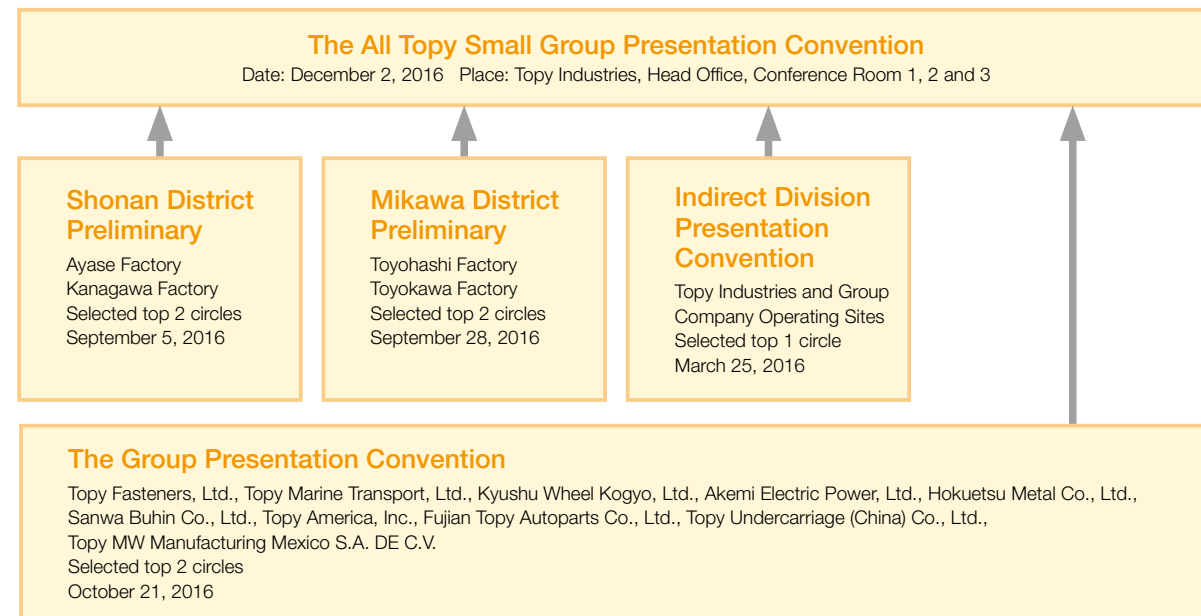 The All Topy Small Group Presentation Convention
Date: December 2, 2016 Place: Topy Industries, Head Office, Conference Room 1, 2 and 3
Shonan District
Preliminary
Ayase Factory
Kanagawa Factory
Selected top 2 circles
September 5, 2016
Mikawa District
Preliminary
Toyohashi Factory
Toyokawa Factory
Selected top 2 circles
September 28, 2016
Indirect Division
Presentation
Convention
Topy Industries and Group
Company Operating Sites
Selected top 1 circle
March 25, 2016
The Group Presentation Convention
Topy Fasteners, Ltd., Topy Marine Transport, Ltd., Kyushu Wheel Kogyo, Ltd., Akemi Electric Power, Ltd., Hokuetsu Metal Co., Ltd.,
Sanwa Buhin Co., Ltd., Topy America, Inc., Fujian Topy Autoparts Co., Ltd., Topy Undercarriage (China) Co., Ltd.,
Topy MW Manufacturing Mexico S.A. DE C.V.
Selected top 2 circles
October 21, 2016